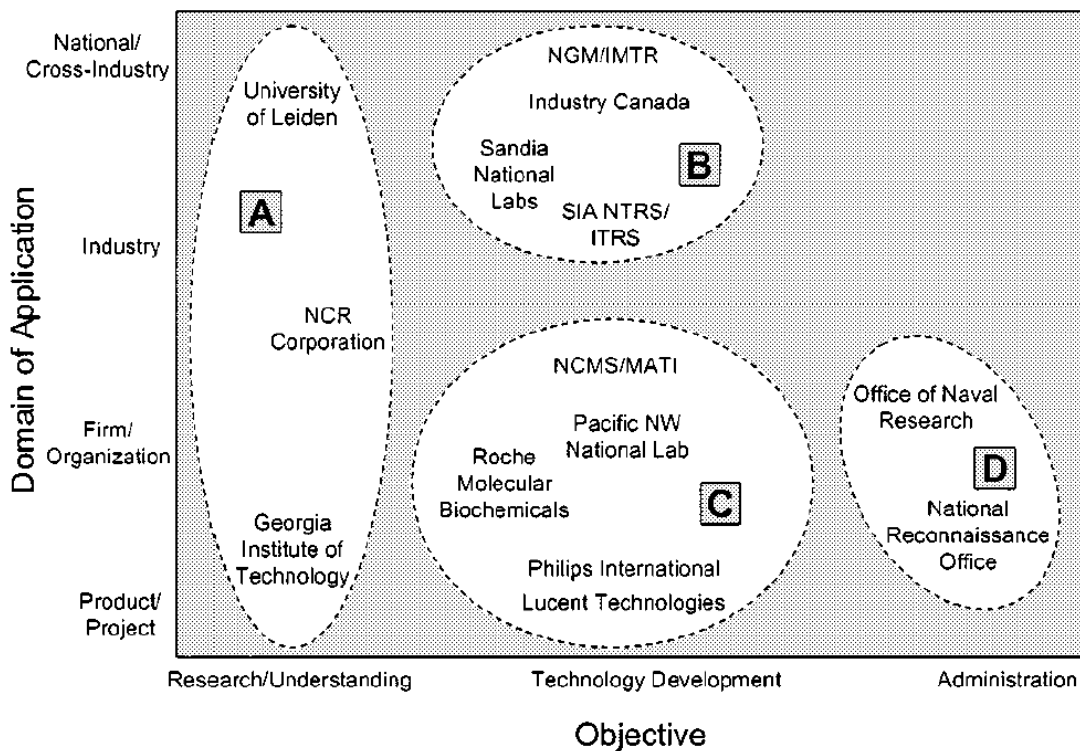 National/
Cross-Industry
Industry
Firm/
Organization
Product/
Project
Domain of Application
University
of Leiden
A
NCR
Corporation
Georgia
Institute of
Technology
NGM/IMTR
Industry Canada
Sandia
National
Labs
B
SIA NTRS/
ITRS
NCMS/MATI
Pacific NW
National Lab
Roche
Molecular
Biochemicals
C
Philips International
Lucent Technologies
Office of Naval
Research
D
National
Reconnaissance
Office
Research/Understanding
Technology Development
Administration
Objective